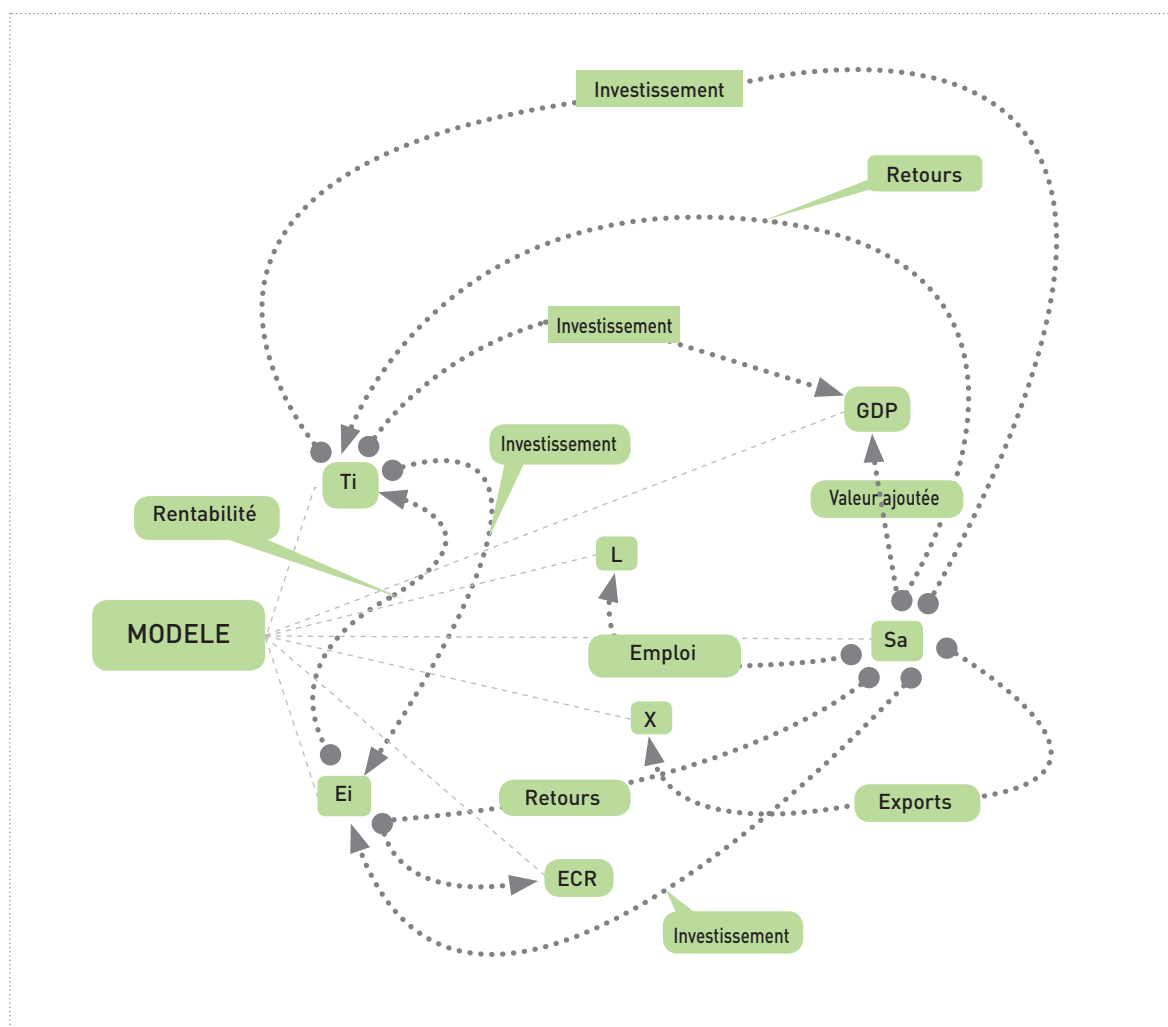 Investissement
Retours
Investissement
GDP
Investissement
Ti
Valeur ajoutée
Rentabilité
L
MODELE
Sa
Emploi
X
Ei
Retours
Exports
ECR
Investissement